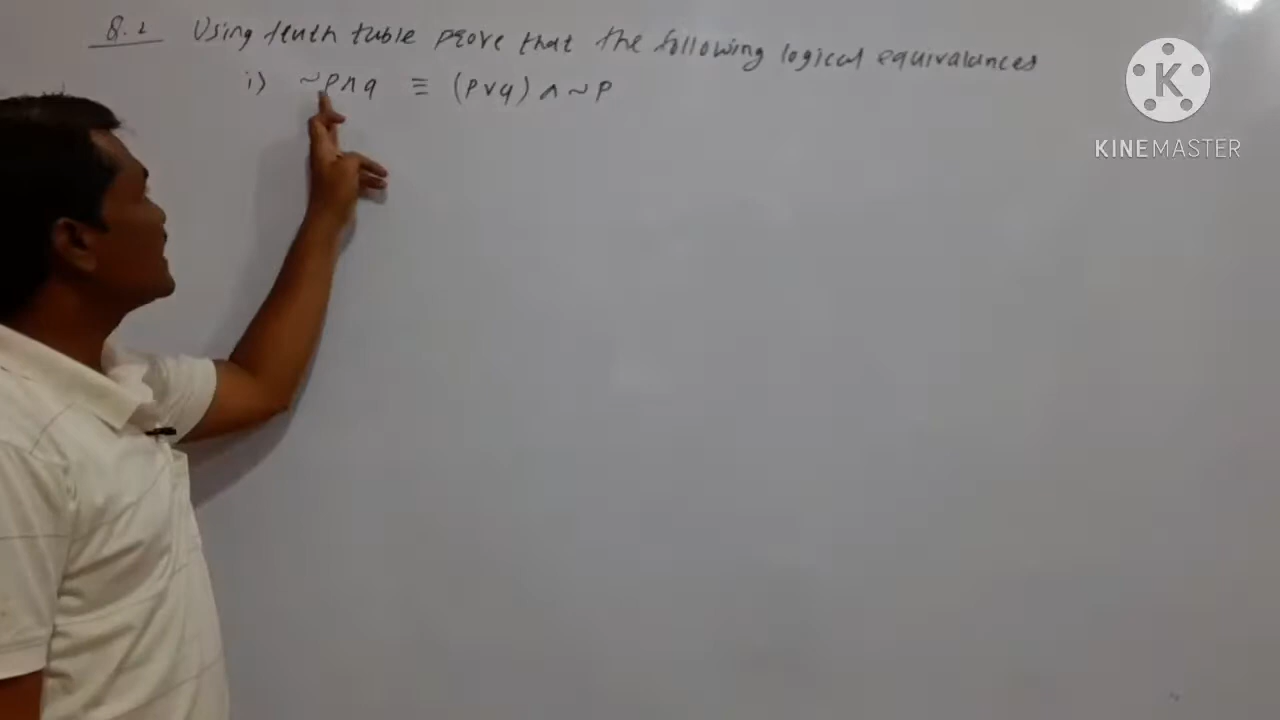 Q.2 Using truth table prove that the following logical equivalances
i) ~P∧q ≡ (P∨q) ∧ ~P
K
KINEMASTER